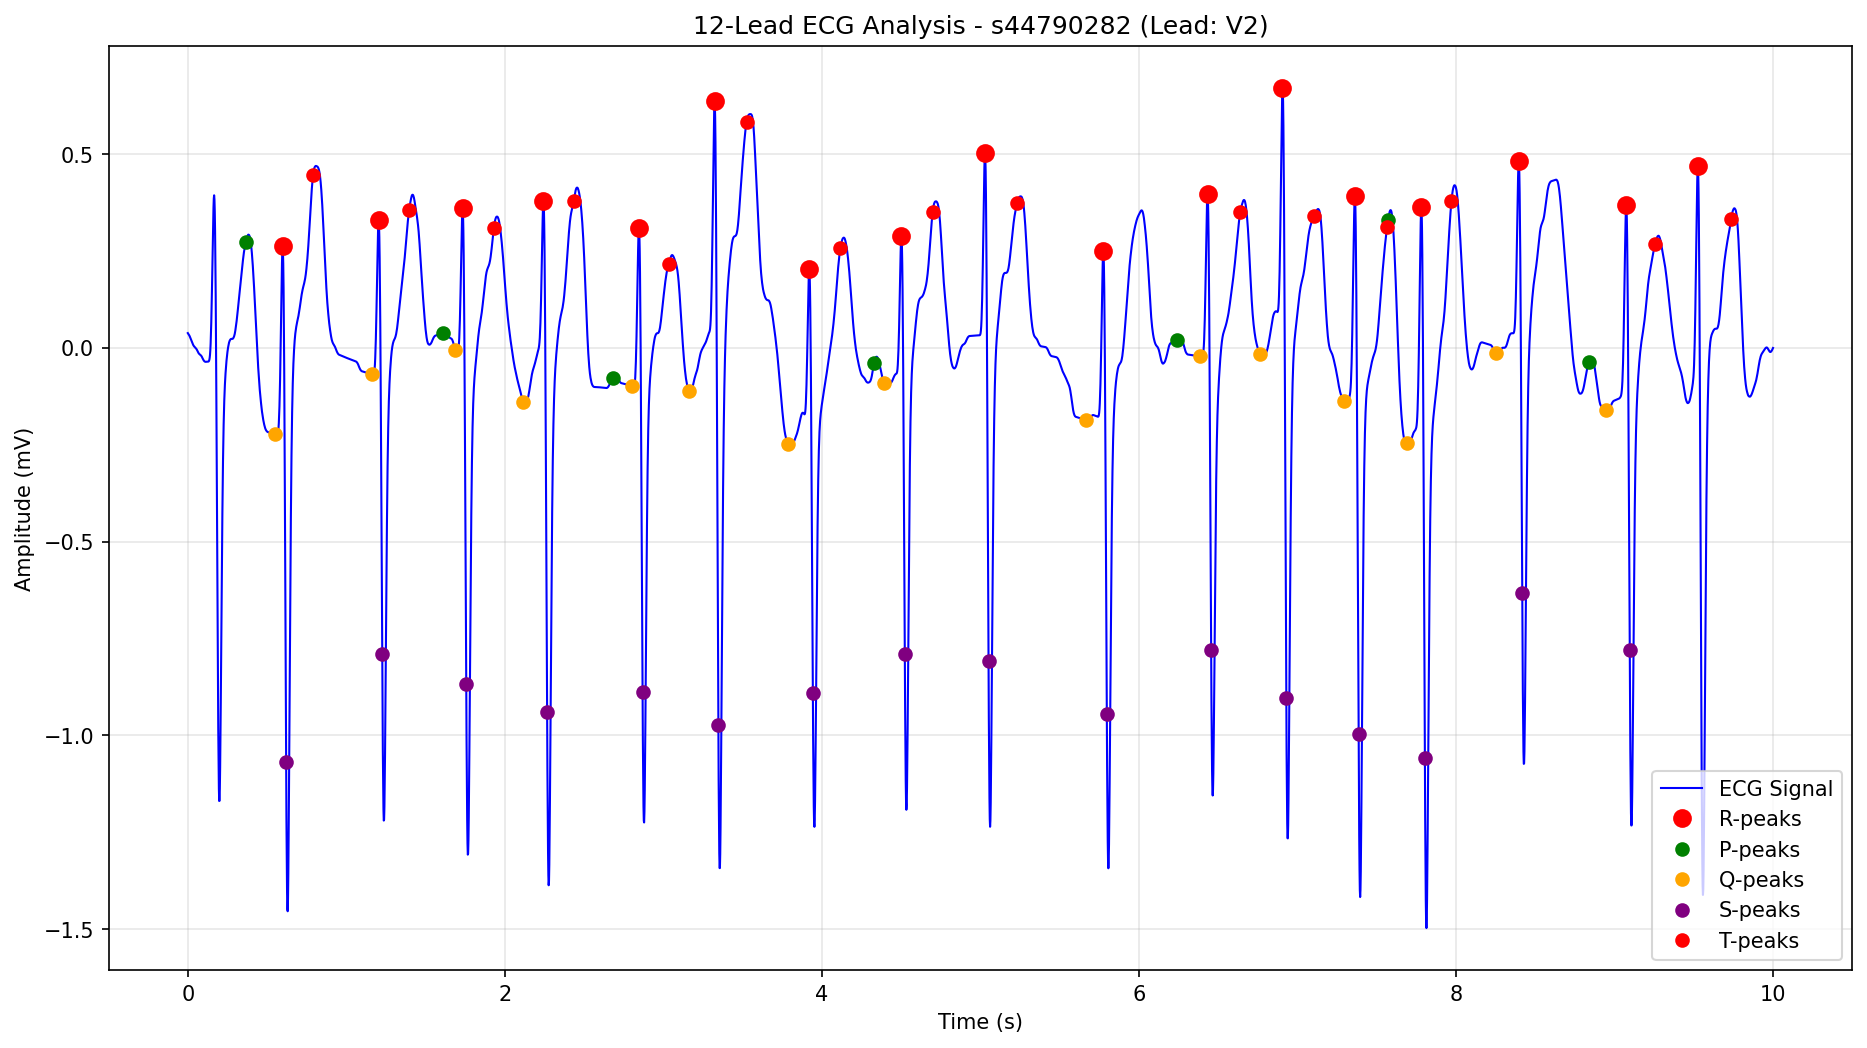 12-Lead ECG Analysis - s44790282 (Lead: V2)
Amplitude (mV)
0.5
0.0
−0.5
−1.0
−1.5
0
2
4
6
8
10
Time (s)
ECG Signal
R-peaks
P-peaks
Q-peaks
S-peaks
T-peaks